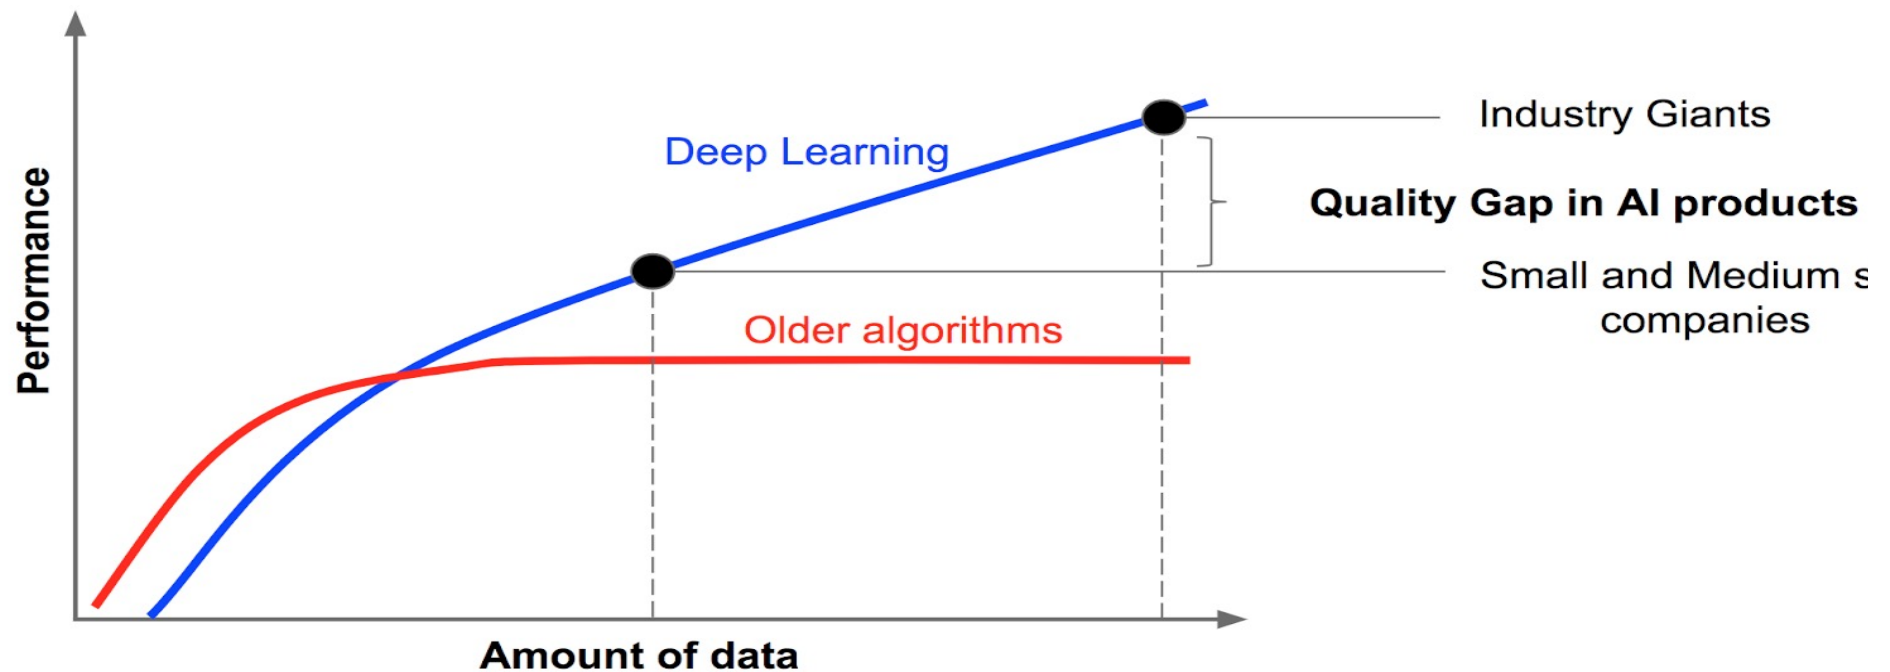 Performance
Deep Learning
Older algorithms
Industry Giants
Quality Gap in AI products
Small and Medium s
companies
Amount of data